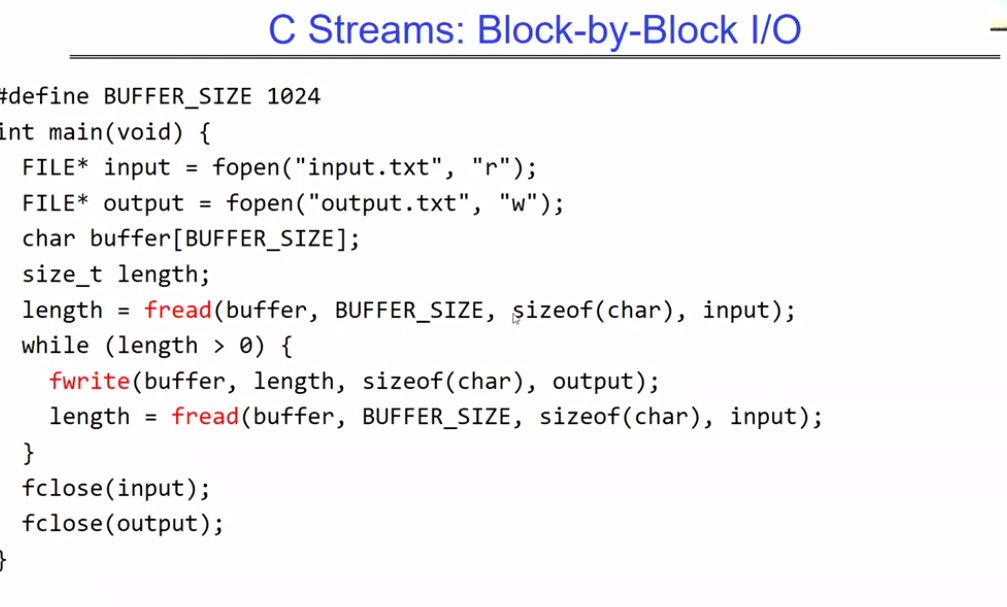 C Streams: Block-by-Block I/O
#define BUFFER_SIZE 1024
int main(void) {
FILE* input = fopen("input.txt", "r");
FILE* output = fopen("output.txt", "w");
char buffer[BUFFER_SIZE];
size_t length;
length = fread(buffer, BUFFER_SIZE, sizeof(char), input);
while (length > 0) {
fwrite(buffer, length, sizeof(char), output);
length = fread(buffer, BUFFER_SIZE, sizeof(char), input);
}
fclose(input);
fclose(output);
}